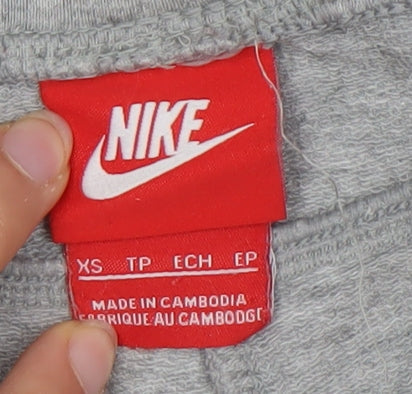 NIKE
XS TP ECH EP
MADE IN CAMBODIA
FABRIQUE AU CAMBODGE